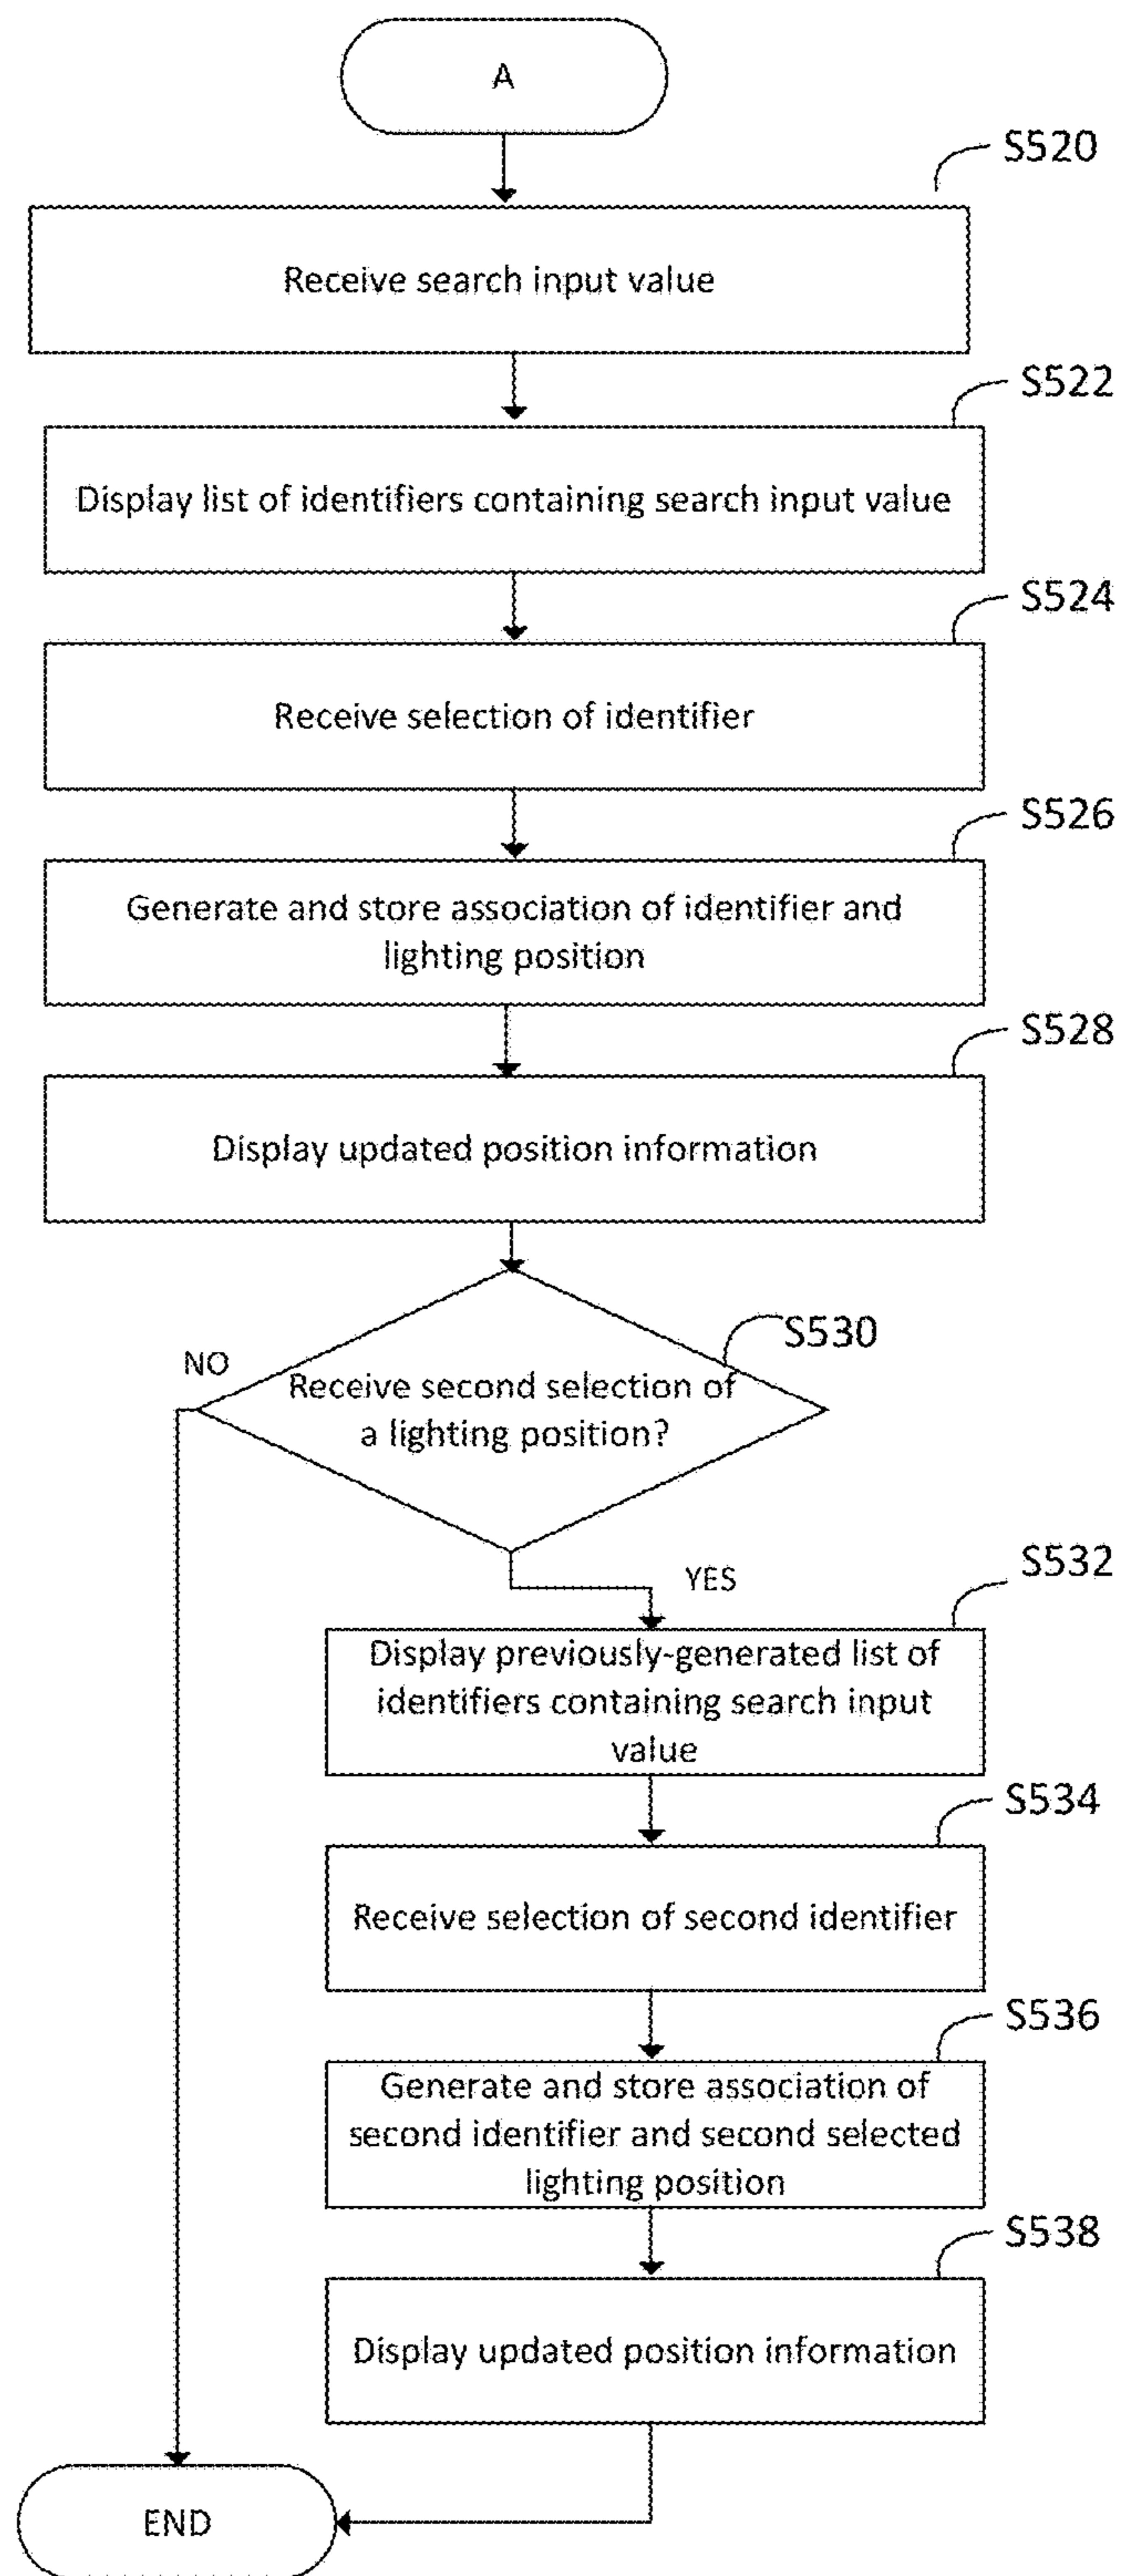 A
S520
Receive search input value
S522
Display list of identifiers containing search input value
S524
Receive selection of identifier
S526
Generate and store association of identifier and
lighting position
S528
Display updated position information
S530
NO
Receive second selection of
a lighting position?
YES
S532
Display previously-generated list of
identifiers containing search input
value
S534
Receive selection of second identifier
S536
Generate and store association of
second identifier and second selected
lighting position
S538
Display updated position information
END